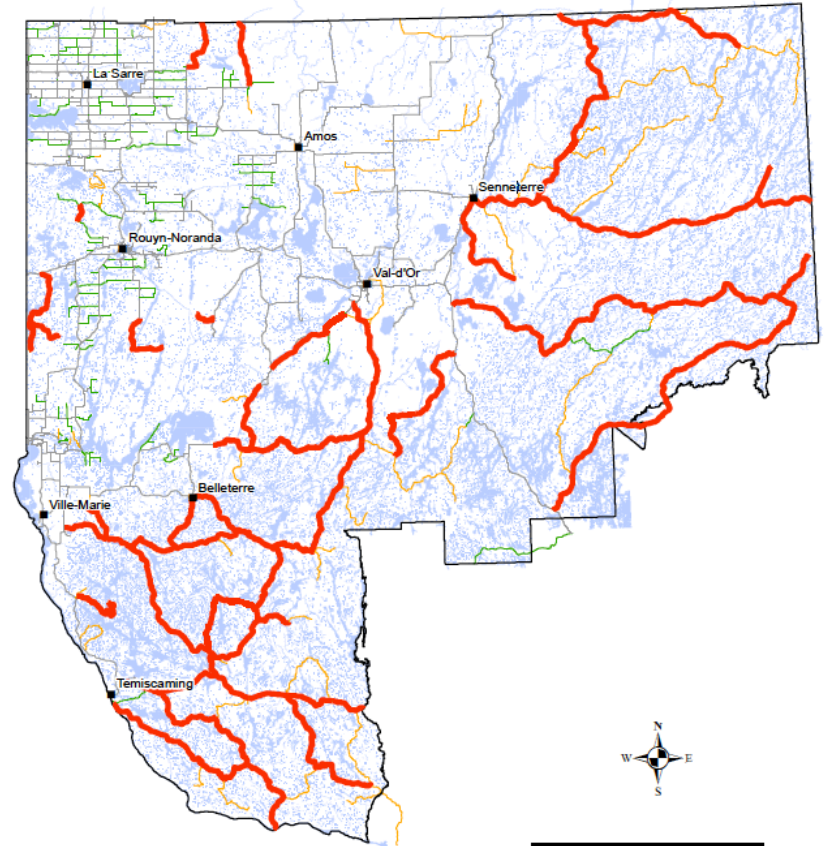 La Sarre
Amos
Senneterre
Rouyn-Noranda
Val-d'Or
Belleterre
Ville-Marie
Temiscaming
N
W
E
S